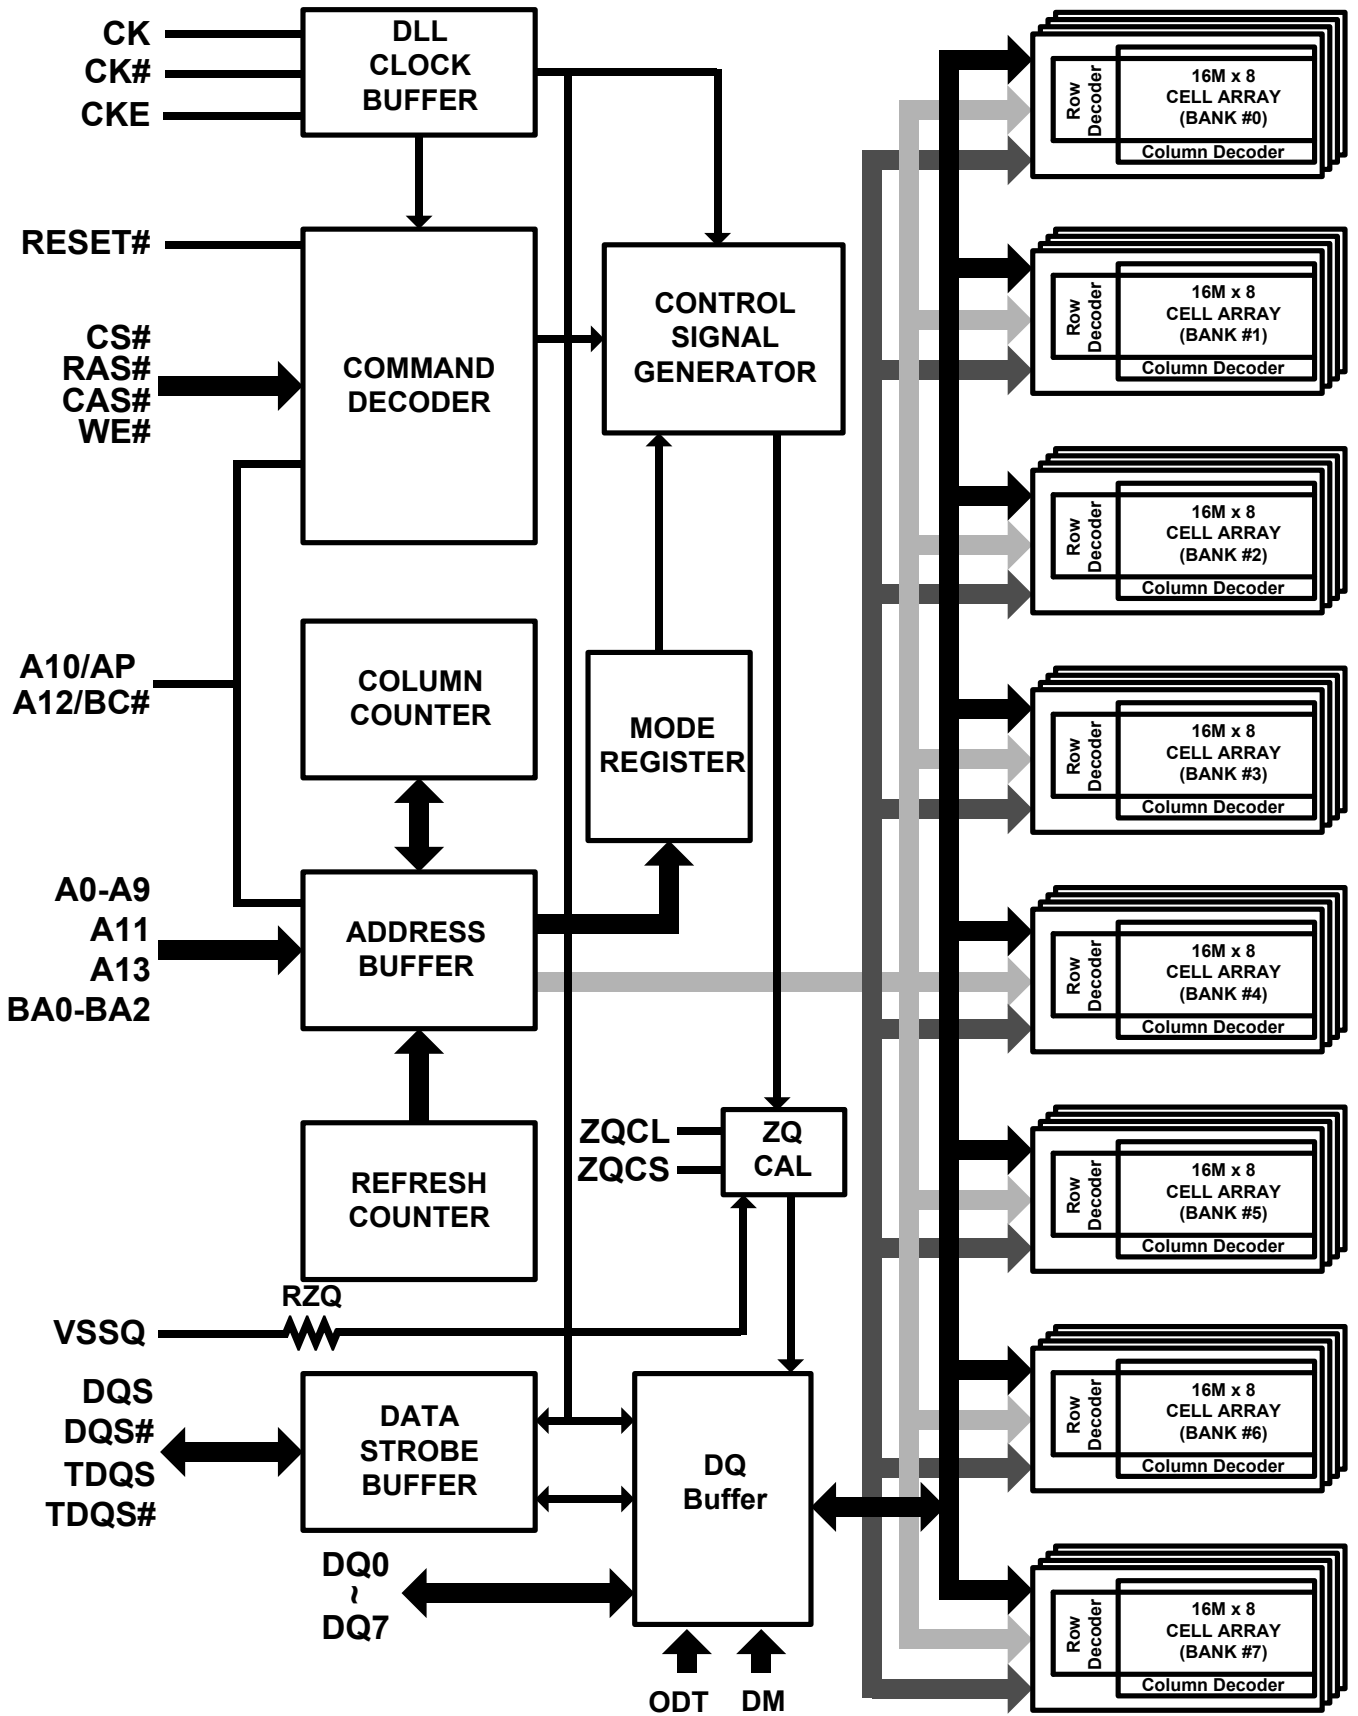 CK
CK#
CKE
DLL
CLOCK
BUFFER
RESET#
CS#
RAS#
CAS#
WE#
COMMAND
DECODER
CONTROL
SIGNAL
GENERATOR
A10/AP
A12/BC#
COLUMN
COUNTER
MODE
REGISTER
A0-A9
A11
A13
BA0-BA2
ADDRESS
BUFFER
REFRESH
COUNTER
ZQCL
ZQCS
ZQ
CAL
RZQ
VSSQ
DQS
DQS#
TDQS
TDQS#
DATA
STROBE
BUFFER
DQ
Buffer
DQ0
~
DQ7
ODT
DM
Row
Decoder
16M x 8
CELL ARRAY
(BANK #0)
Column Decoder
Row
Decoder
16M x 8
CELL ARRAY
(BANK #1)
Column Decoder
Row
Decoder
16M x 8
CELL ARRAY
(BANK #2)
Column Decoder
Row
Decoder
16M x 8
CELL ARRAY
(BANK #3)
Column Decoder
Row
Decoder
16M x 8
CELL ARRAY
(BANK #4)
Column Decoder
Row
Decoder
16M x 8
CELL ARRAY
(BANK #5)
Column Decoder
Row
Decoder
16M x 8
CELL ARRAY
(BANK #6)
Column Decoder
Row
Decoder
16M x 8
CELL ARRAY
(BANK #7)
Column Decoder